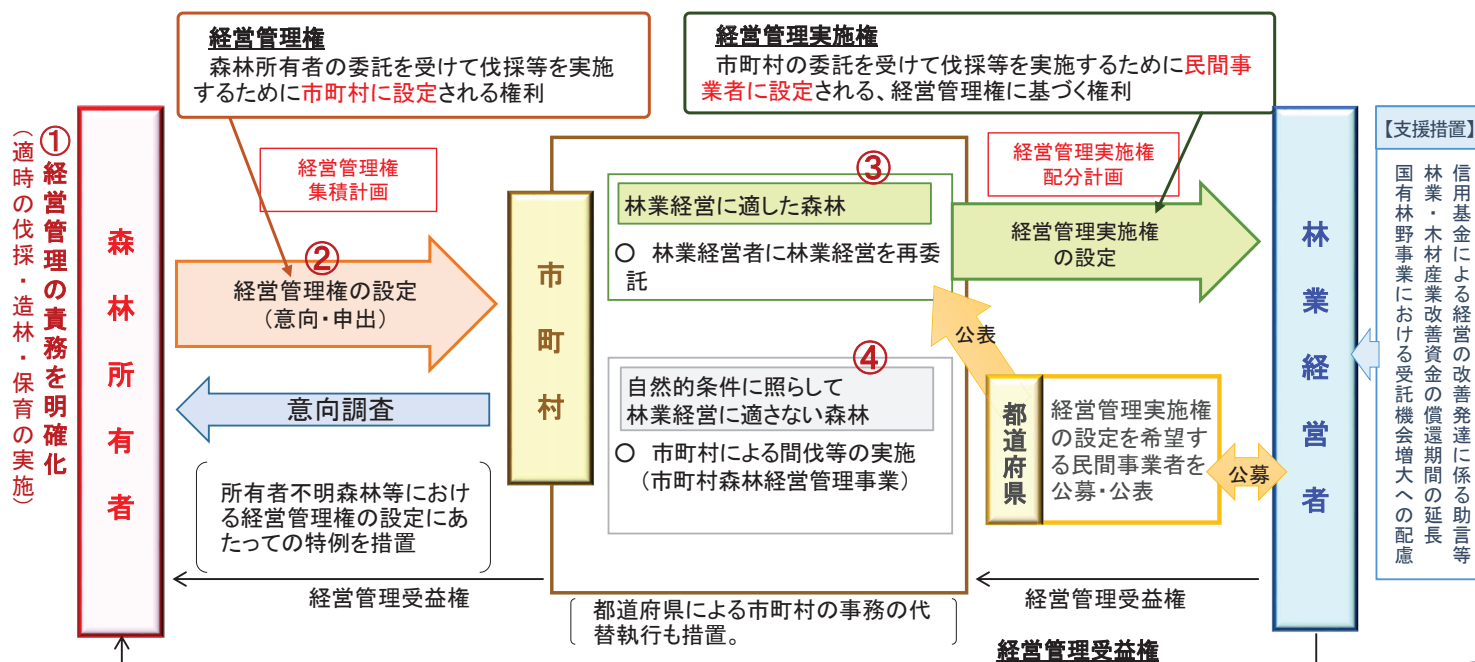 経営管理権
森林所有者の委託を受けて伐採等を実施
するために市町村に設定される権利
経営管理実施権
市町村の委託を受けて伐採等を実施するために民間事
業者に設定される、経営管理権に基づく権利
①経営管理の責務を明確化
(適時の伐採・造林・保育の実施)
森林所有者
経営管理権
集積計画
②
経営管理権の設定
(意向・申出)
意向調査
所有者不明森林等におけ
る経営管理権の設定にあ
たっての特例を措置
経営管理受益権
市町村
③
林業経営に適した森林
○ 林業経営者に林業経営を再委
託
④
自然的条件に照らして
林業経営に適さない森林
○ 市町村による間伐等の実施
(市町村森林経営管理事業)
都道府県による市町村の事務の代
替執行も措置。
経営管理実施権
配分計画
経営管理実施権
の設定
公表
都道府県
経営管理実施権
の設定を希望す
る民間事業者を
公募・公表
公募
経営管理受益権
経営管理受益権
林業経営者
【支援措置】
信用基金による経営の改善発達に係る助言等
林業・木材産業改善資金の償還期間の延長
国有林野事業における受託機会増大への配慮